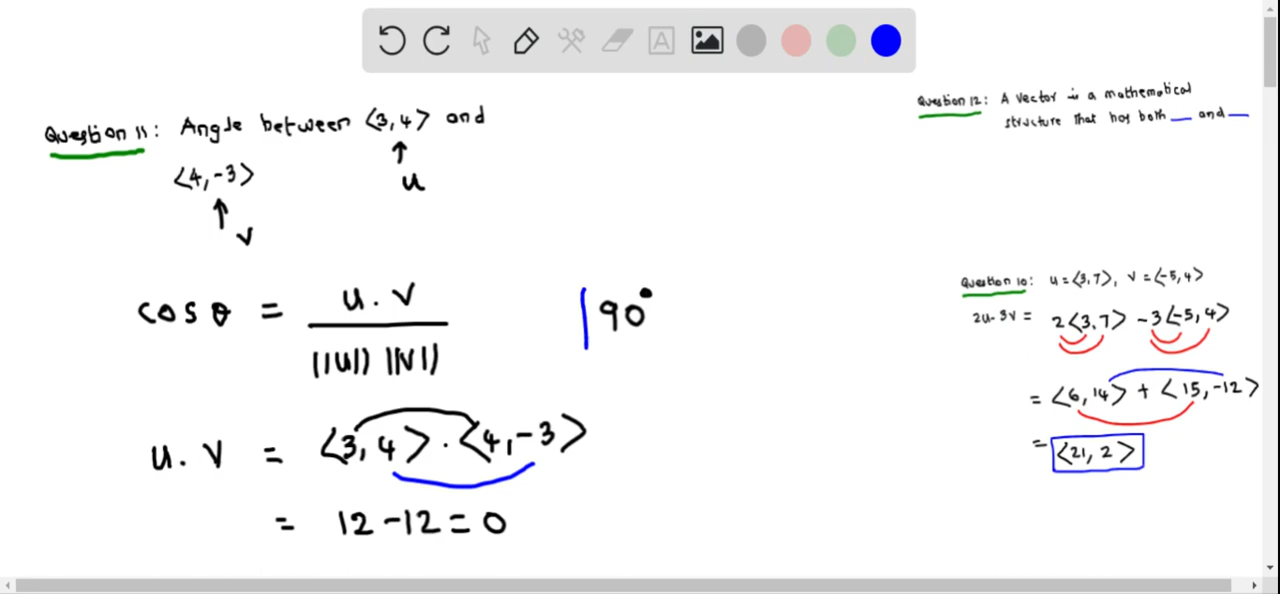 Question 11: Angle between <3,4> and
<4,-3>
u
v
cos θ = u.v / ||u|| ||v||
90°
u.v = <3,4>.<4,-3>
= 12-12=0
Question 12: A vector is a mathematical
structure that has both __ and __
Question 10: u=<3,7>, v=<-5,4>
2u-3v = 2<3,7> -3<-5,4>
= <6,14> + <15,-12>
= <21,2>